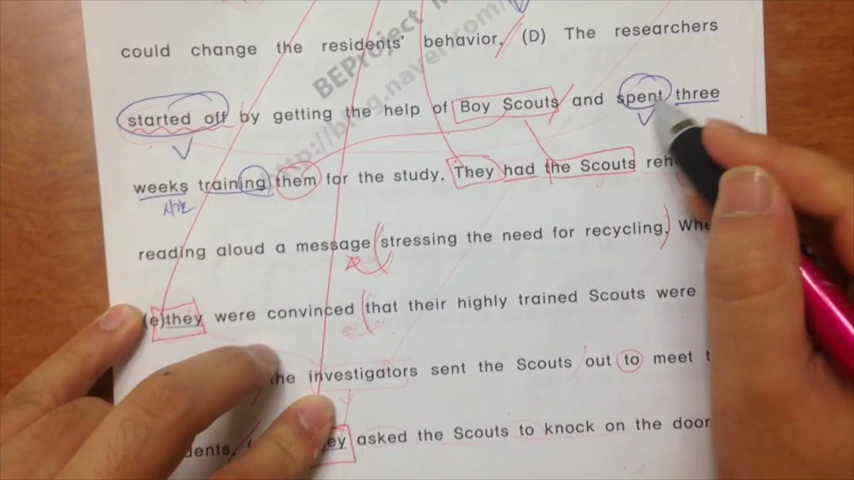 could change the residents' behavior. (D) The researchers
started off by getting the help of Boy Scouts and spent three
weeks training them for the study. They had the Scouts
reading aloud a message (stressing the need for recycling.)
(e)they were convinced (that their highly trained Scouts were
the investigators sent the Scouts out to meet
asked the Scouts to knock on the door
BEProject
http://blog.naver.com/